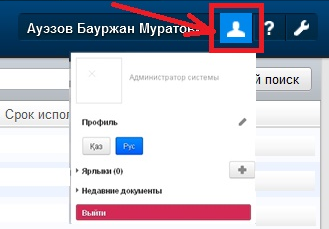 Ауэзов Бауржан Муратов
?
й поиск
Администратор системы
Срок испол
Профиль
Қаз Рус
Ярлыки (0) +
Недавние документы
Выйти